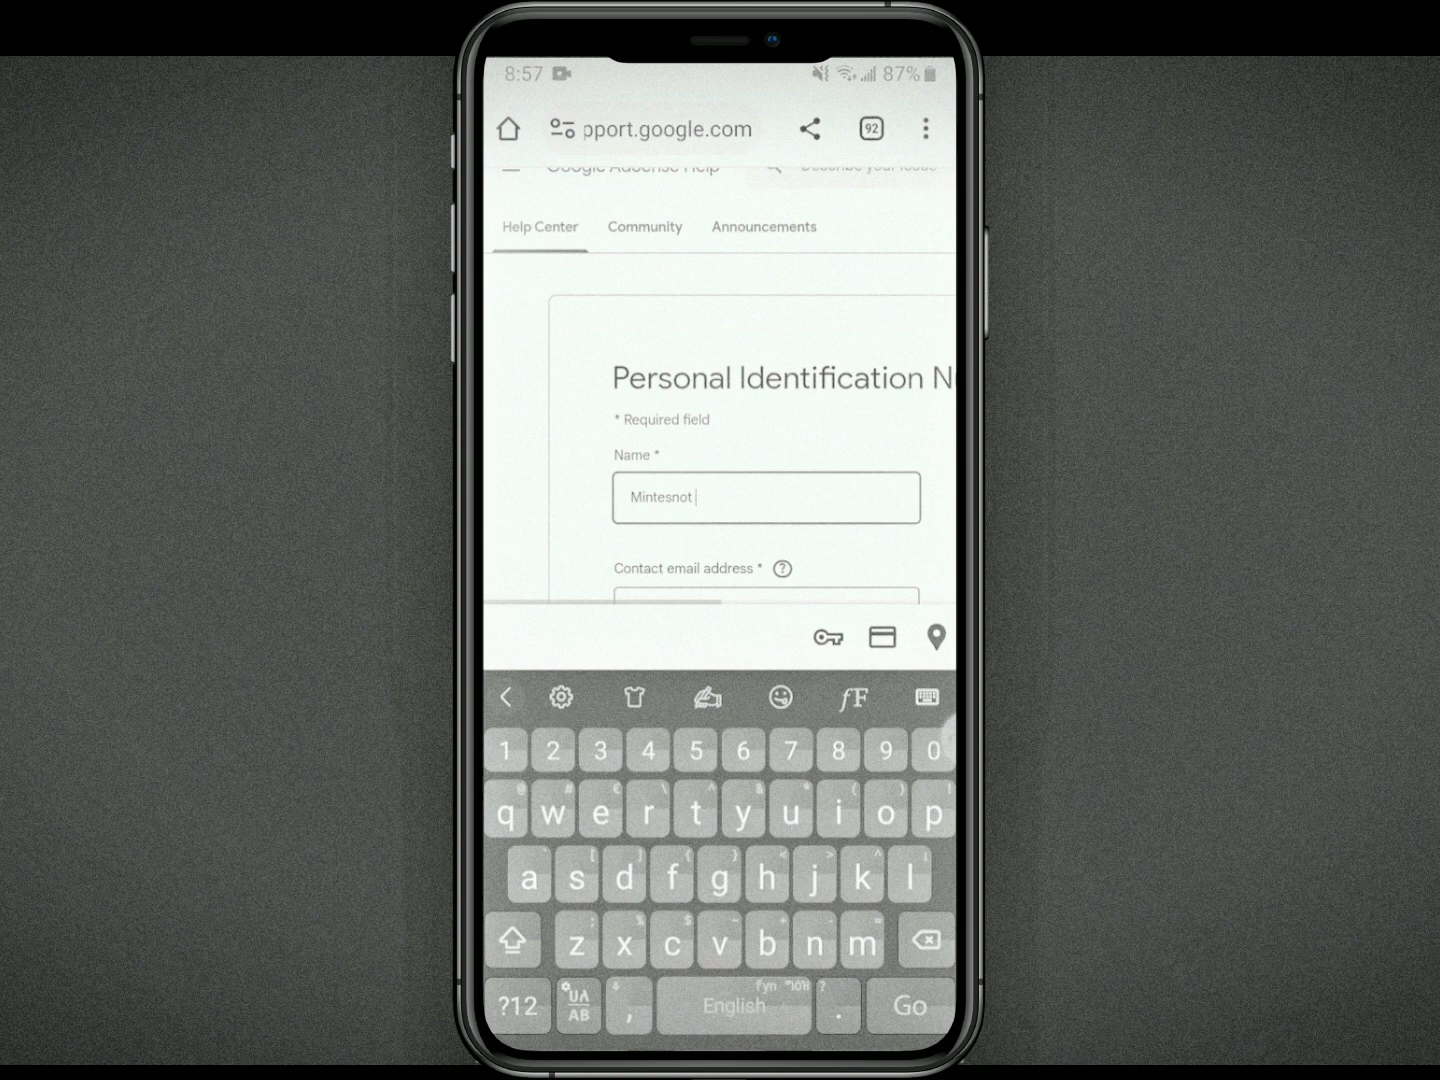 8:57 87%
pport.google.com 92
Google AdSense Help Describe your issue
Help Center Community Announcements
Personal Identification N
* Required field
Name *
Mintesnot
Contact email address * ?
fF
1 2 3 4 5 6 7 8 9 0
q w e r t y u i o p
a s d f g h j k l
z x c v b n m
?12 , English . Go